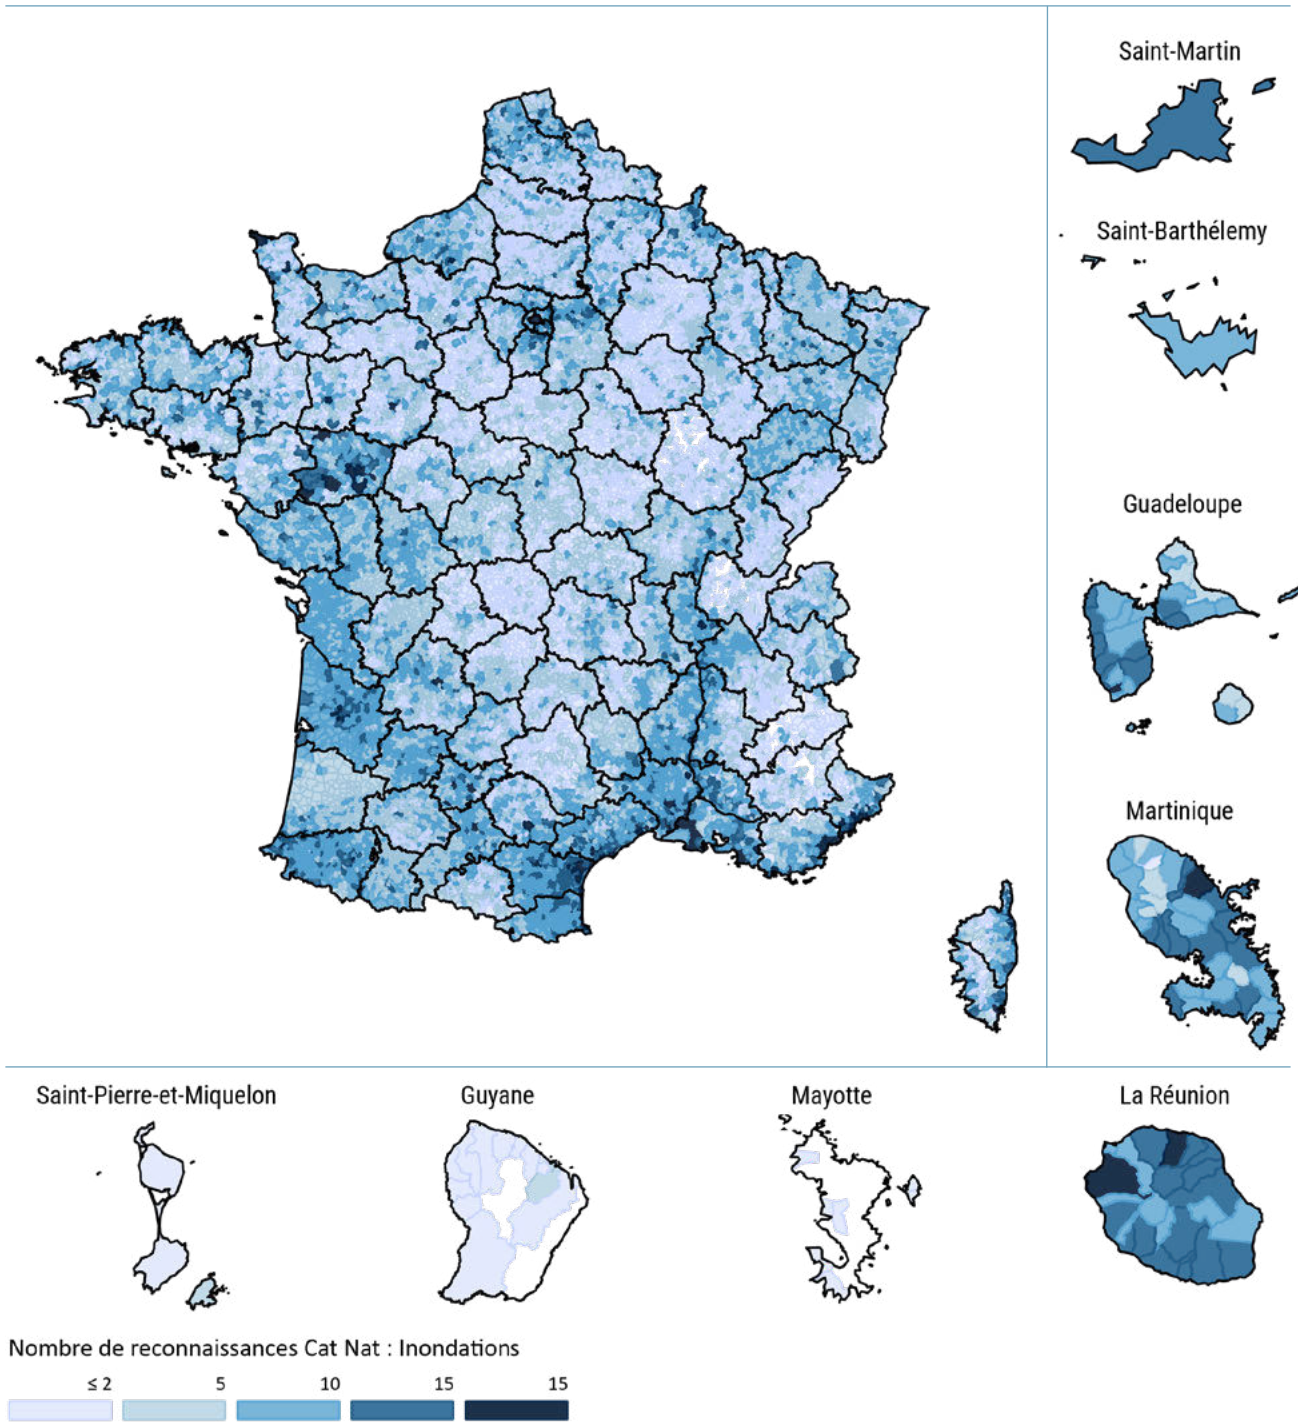 Saint-Martin
Saint-Barthélemy
Guadeloupe
Martinique
Saint-Pierre-et-Miquelon
Guyane
Mayotte
La Réunion
Nombre de reconnaissances Cat Nat : Inondations
≤ 2 5 10 15 15